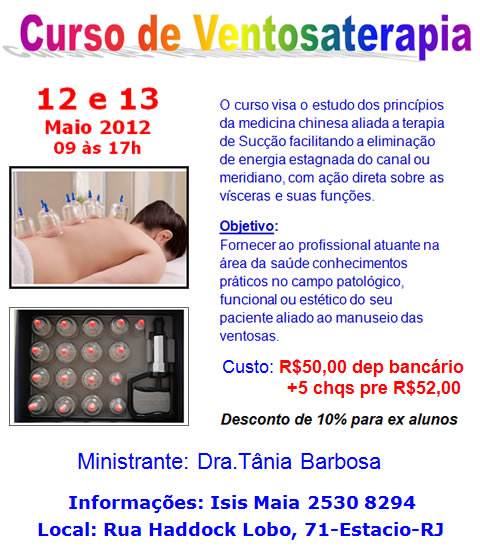 Curso de Ventosaterapia
12 e 13
Maio 2012
09 às 17h
O curso visa o estudo dos princípios
da medicina chinesa aliada a terapia
de Sucção facilitando a eliminação
de energia estagnada do canal ou
meridiano, com ação direta sobre as
vísceras e suas funções.
Objetivo:
Fornecer ao profissional atuante na
área da saúde conhecimentos
práticos no campo patológico,
funcional ou estético do seu
paciente aliado ao manuseio das
ventosas.
Custo: R$50,00 dep bancário
+5 chqs pre R$52,00
Desconto de 10% para ex alunos
Ministrante: Dra.Tânia Barbosa
Informações: Isis Maia 2530 8294
Local: Rua Haddock Lobo, 71-Estacio-RJ